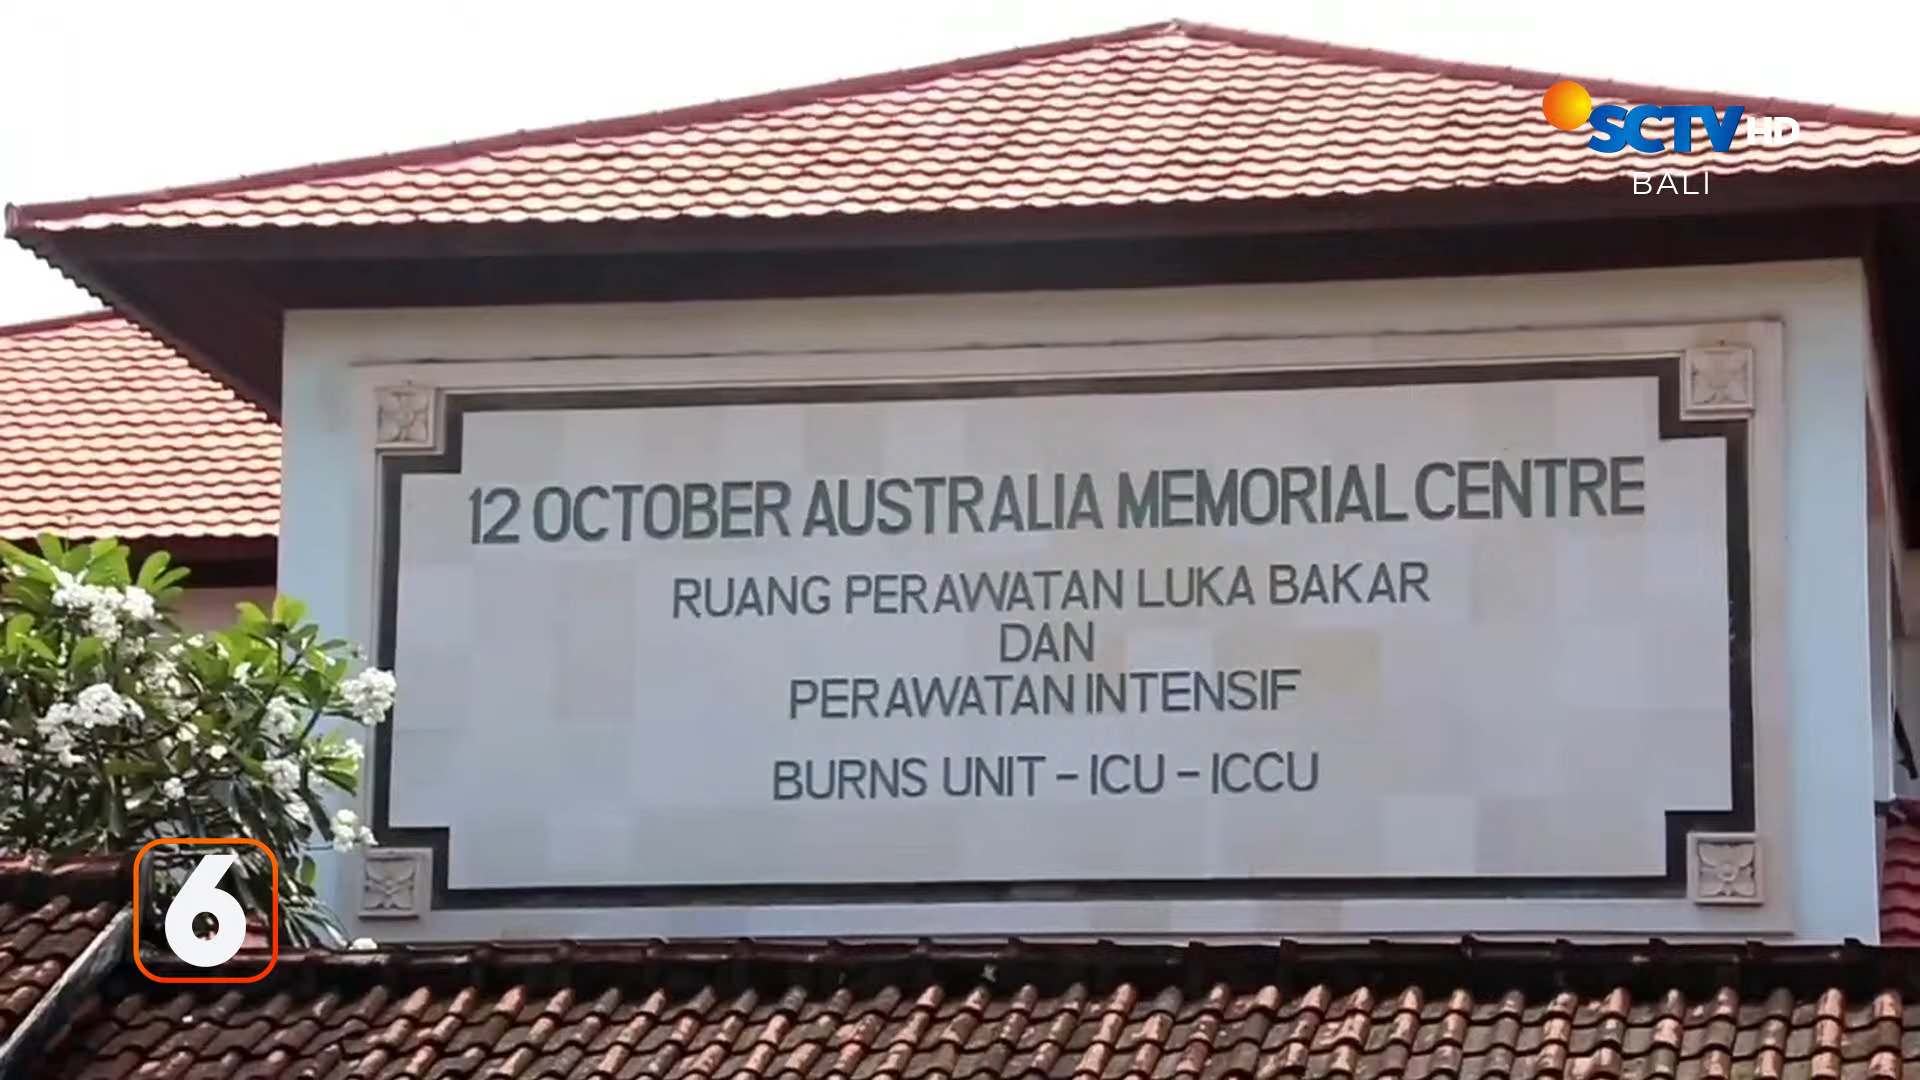 SCTV HD
BALI
12 OCTOBER AUSTRALIA MEMORIAL CENTRE
RUANG PERAWATAN LUKA BAKAR
DAN
PERAWATAN INTENSIF
BURNS UNIT - ICU - ICCU
6